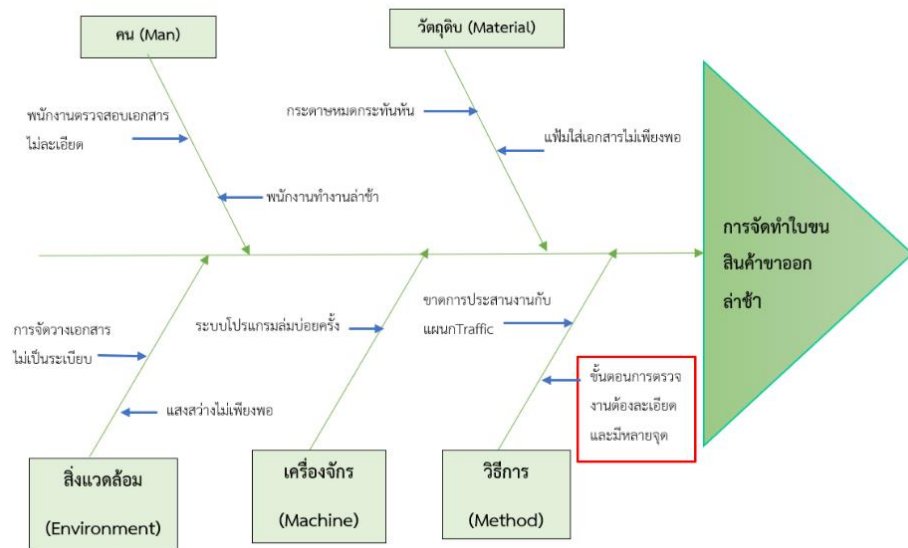 คน (Man)
วัตถุดิบ (Material)
พนักงานตรวจสอบเอกสาร
ไม่ละเอียด
พนักงานทำงานล่าช้า
กระดาษหมดกระทันหัน
แฟ้มใส่เอกสารไม่เพียงพอ
การจัดทำใบขน
สินค้าขาออก
ล่าช้า
การจัดวางเอกสาร
ไม่เป็นระเบียบ
แสงสว่างไม่เพียงพอ
ระบบโปรแกรมล่มบ่อยครั้ง
ขาดการประสานงานกับ
แผนกTraffic
ขั้นตอนการตรวจ
งานต้องละเอียด
และมีหลายจุด
สิ่งแวดล้อม
(Environment)
เครื่องจักร
(Machine)
วิธีการ
(Method)